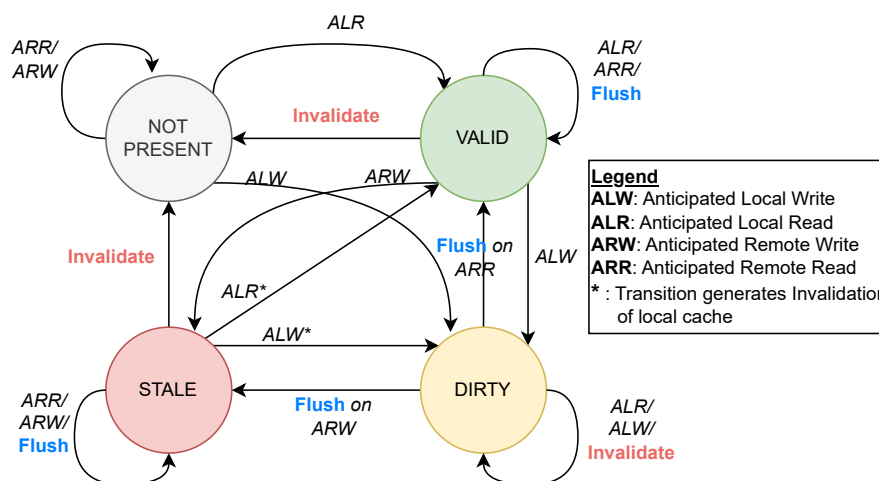 ALR
ARR/
ARW
ALR/
ARR/
Flush
NOT
PRESENT
Invalidate
VALID
ALW
ARW
Legend
ALW: Anticipated Local Write
ALR: Anticipated Local Read
ARW: Anticipated Remote Write
ARR: Anticipated Remote Read
* : Transition generates Invalidation
of local cache
Invalidate
Flush on
ARR
ALW
ALR*
ALW*
STALE
DIRTY
ARR/
ARW/
Flush
Flush on
ARW
ALR/
ALW/
Invalidate